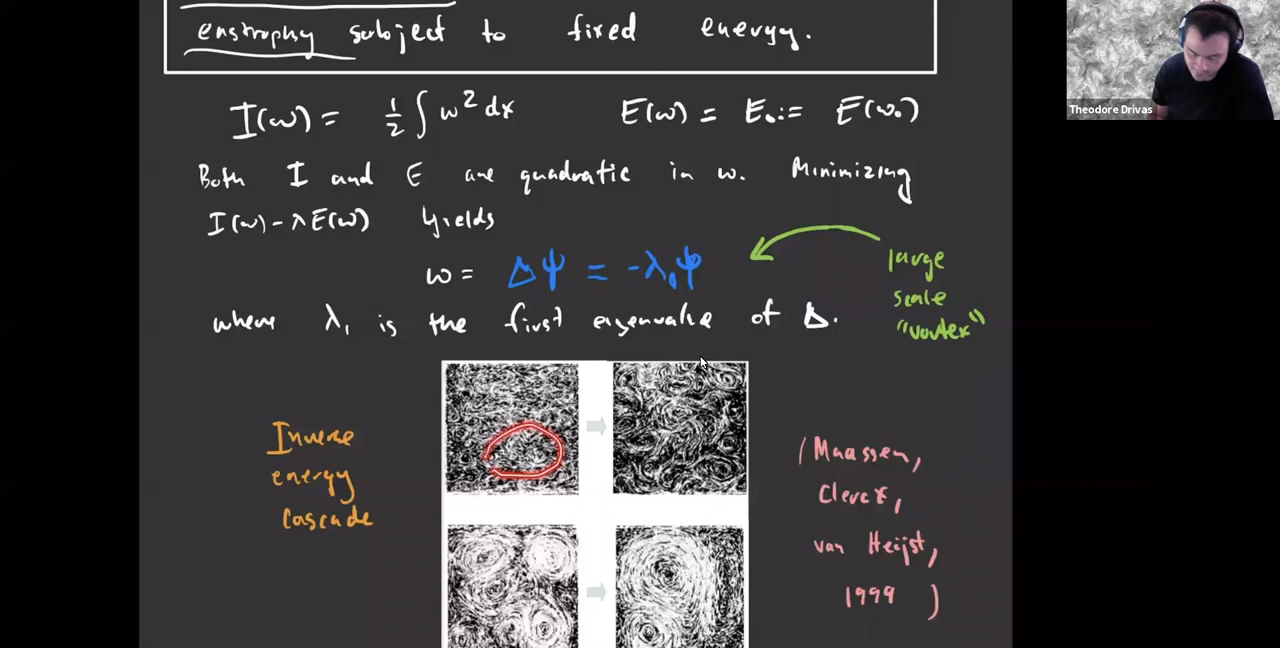 enstrophy subject to fixed energy.
I(ω) = ½ ∫ ω² dx E(ω) = E₀ := E(ω₀)
Both I and E are quadratic in ω. Minimizing
I(ω) - λE(ω) yields
ω = Δψ = -λ₁ψ
where λ₁ is the first eigenvalue of Δ.
large
scale
"vortex"
Inverse
energy
cascade
(Maassen,
Clercx,
van Heijst,
1999)
Theodore Drivas